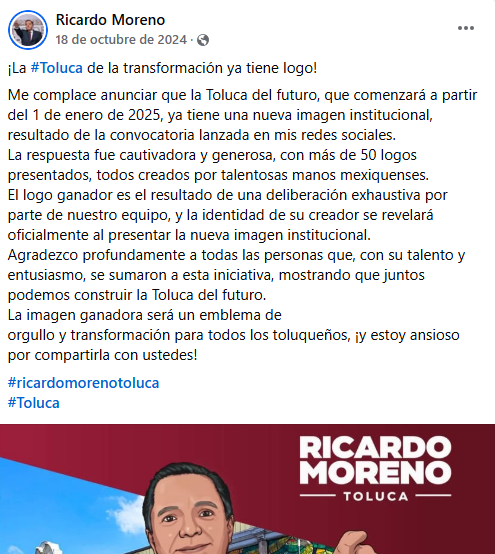 Ricardo Moreno
18 de octubre de 2024 ·
¡La #Toluca de la transformación ya tiene logo!
Me complace anunciar que la Toluca del futuro, que comenzará a partir
del 1 de enero de 2025, ya tiene una nueva imagen institucional,
resultado de la convocatoria lanzada en mis redes sociales.
La respuesta fue cautivadora y generosa, con más de 50 logos
presentados, todos creados por talentosas manos mexiquenses.
El logo ganador es el resultado de una deliberación exhaustiva por
parte de nuestro equipo, y la identidad de su creador se revelará
oficialmente al presentar la nueva imagen institucional.
Agradezco profundamente a todas las personas que, con su talento y
entusiasmo, se sumaron a esta iniciativa, mostrando que juntos
podemos construir la Toluca del futuro.
La imagen ganadora será un emblema de
orgullo y transformación para todos los toluqueños, ¡y estoy ansioso
por compartirla con ustedes!
#ricardomorenotoluca
#Toluca
RICARDO
MORENO
TOLUCA